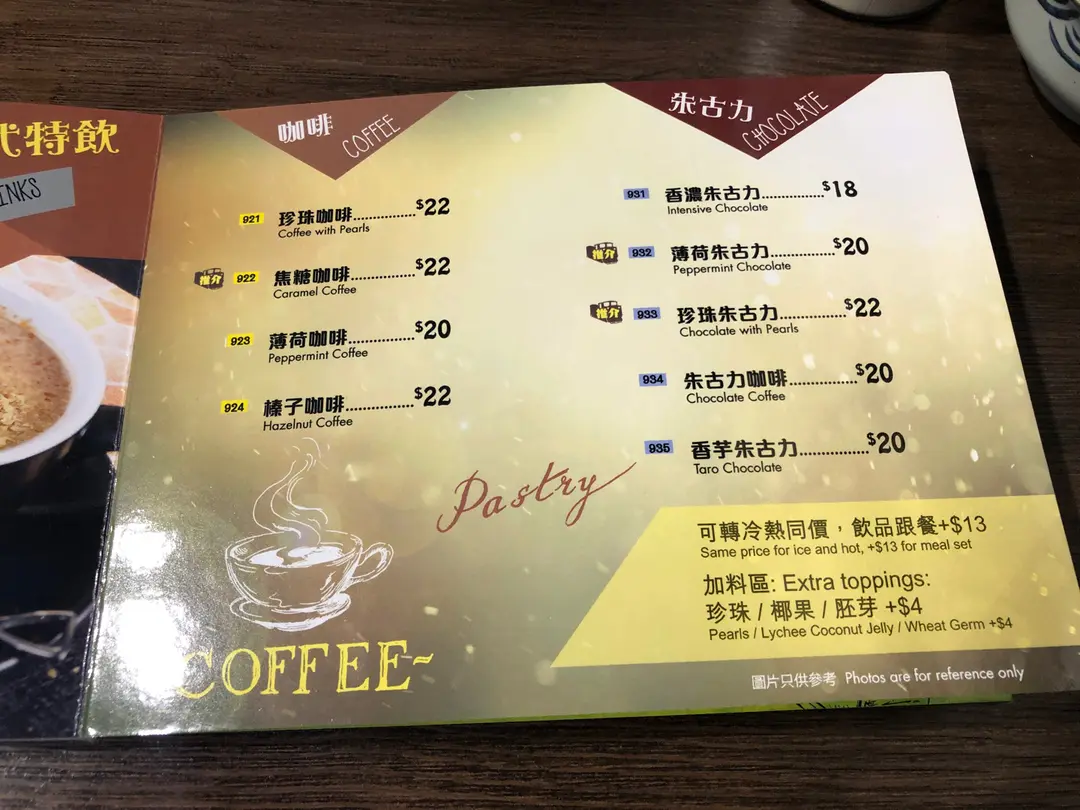 特飲
INKS
咖啡 COFFEE
921 珍珠咖啡..............$22
Coffee with Pearls
推介 922 焦糖咖啡..............$22
Caramel Coffee
923 薄荷咖啡..............$20
Peppermint Coffee
924 榛子咖啡..............$22
Hazelnut Coffee
朱古力 CHOCOLATE
931 香濃朱古力..............$18
Intensive Chocolate
推介 932 薄荷朱古力..............$20
Peppermint Chocolate
推介 933 珍珠朱古力..............$22
Chocolate with Pearls
934 朱古力咖啡..............$20
Chocolate Coffee
935 香芋朱古力..............$20
Taro Chocolate
Pastry
COFFEE~
可轉冷熱同價，飲品跟餐+$13
Same price for ice and hot, +$13 for meal set
加料區: Extra toppings:
珍珠 / 椰果 / 胚芽 +$4
Pearls / Lychee Coconut Jelly / Wheat Germ +$4
圖片只供參考 Photos are for reference only